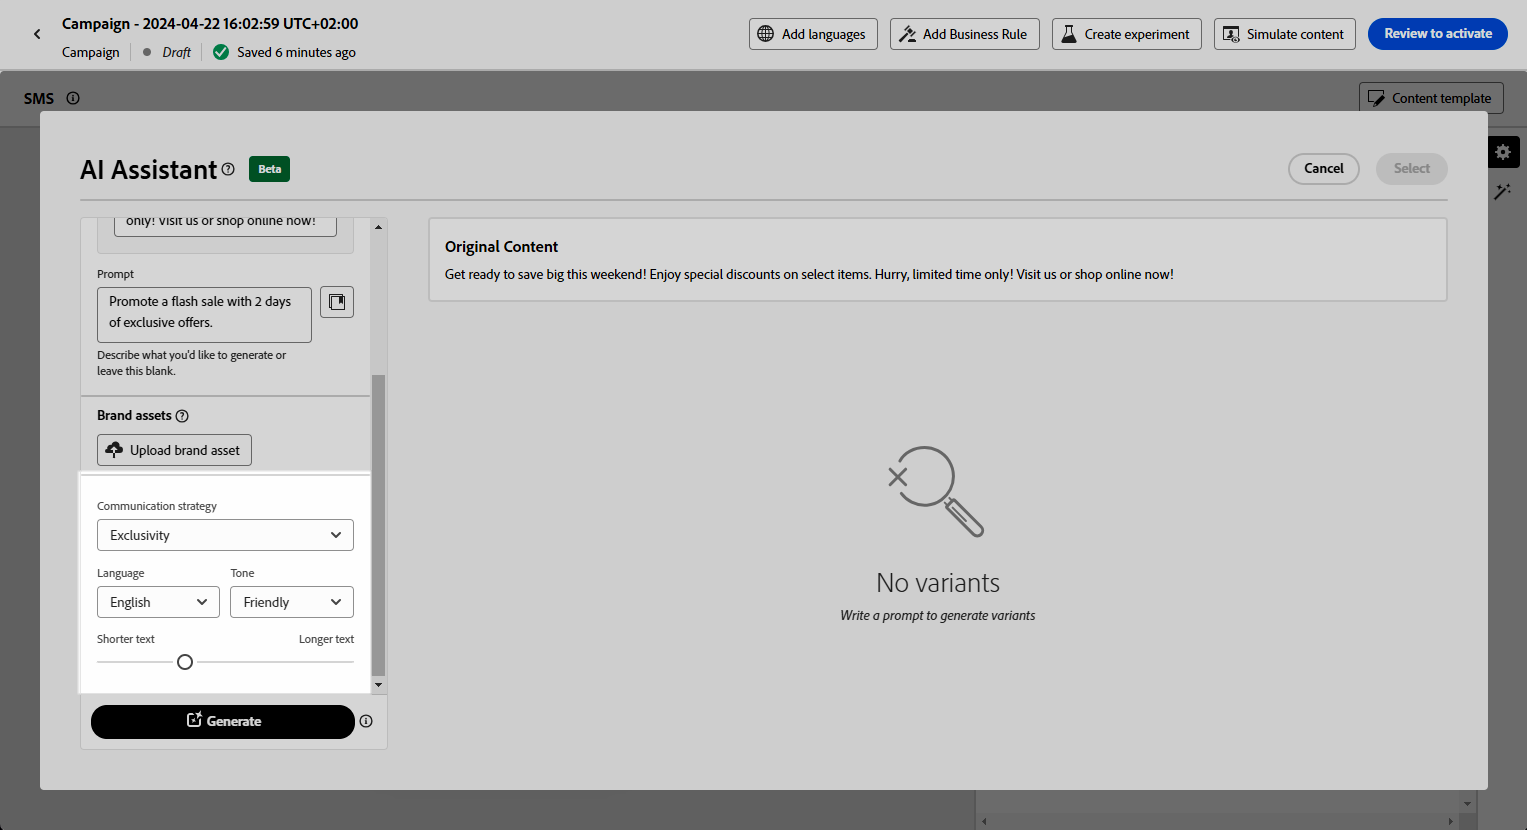 Campaign - 2024-04-22 16:02:59 UTC+02:00
Campaign
Draft
Saved 6 minutes ago
Add languages
Add Business Rule
Create experiment
Simulate content
Review to activate
SMS
Content template
AI Assistant
Beta
Cancel
Select
only! Visit us or shop online now!
Prompt
Promote a flash sale with 2 days
of exclusive offers.
Describe what you'd like to generate or
leave this blank.
Brand assets
Upload brand asset
Communication strategy
Exclusivity
Language
Tone
English
Friendly
Shorter text
Longer text
Generate
Original Content
Get ready to save big this weekend! Enjoy special discounts on select items. Hurry, limited time only! Visit us or shop online now!
No variants
Write a prompt to generate variants